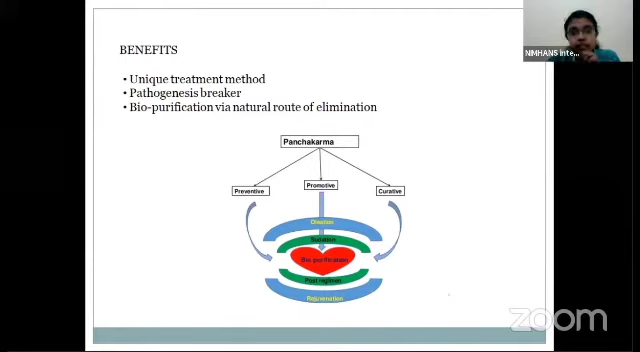 BENEFITS
• Unique treatment method
• Pathogenesis breaker
• Bio-purification via natural route of elimination
Panchakarma
Preventive
Promotive
Curative
Oleation
Sudation
Bio purification
Post regimen
Rejuvenation
NIMHANS Inte...
zoom